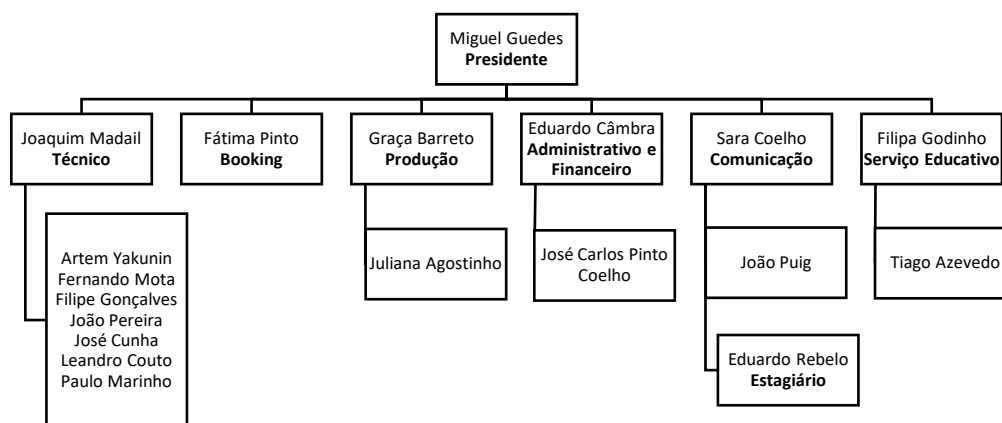 Miguel Guedes
Presidente
Joaquim Madail
Técnico
Fátima Pinto
Booking
Graça Barreto
Produção
Eduardo Câmbra
Administrativo e
Financeiro
Sara Coelho
Comunicação
Filipa Godinho
Serviço Educativo
Artem Yakunin
Fernando Mota
Filipe Gonçalves
João Pereira
José Cunha
Leandro Couto
Paulo Marinho
Juliana Agostinho
José Carlos Pinto
Coelho
João Puig
Tiago Azevedo
Eduardo Rebelo
Estagiário